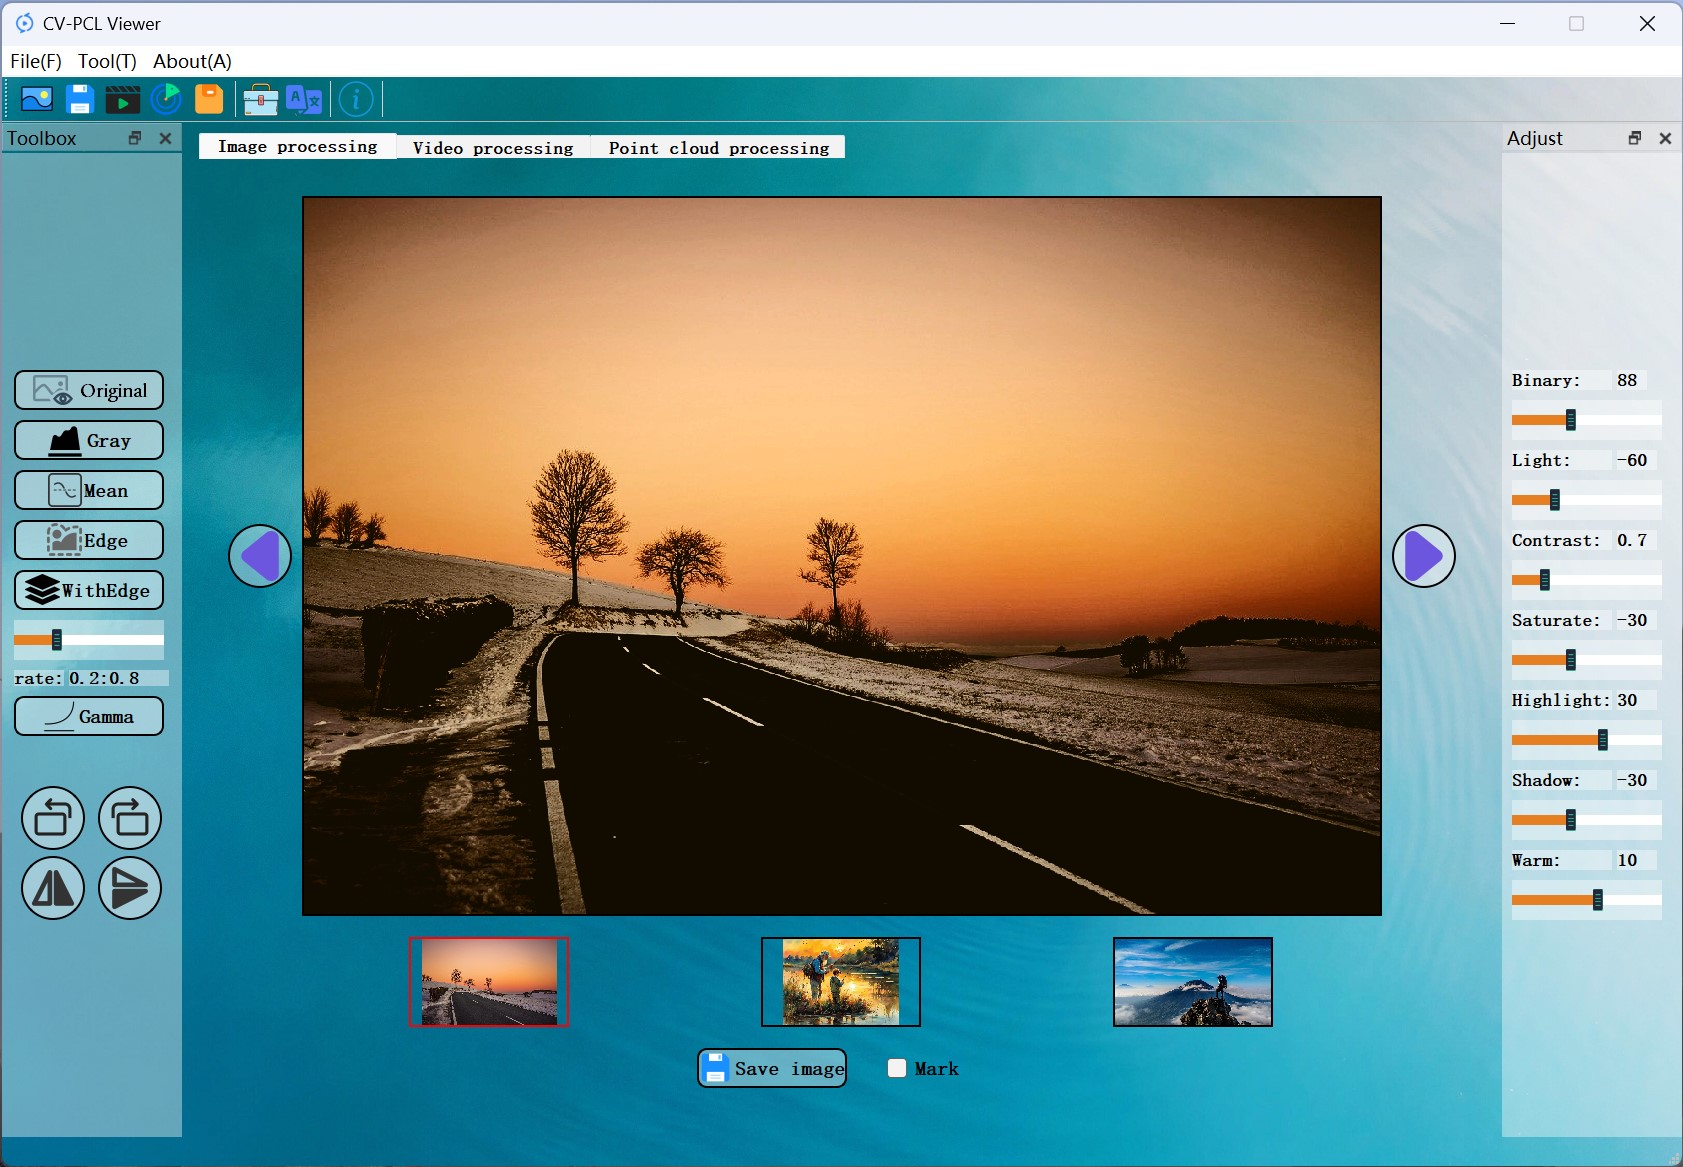 CV-PCL Viewer
File(F) Tool(T) About(A)
Toolbox
Image processing Video processing Point cloud processing
Adjust
Original
Gray
Mean
Edge
WithEdge
rate: 0.2:0.8
Gamma
Binary: 88
Light: -60
Contrast: 0.7
Saturate: -30
Highlight: 30
Shadow: -30
Warm: 10
Save image
Mark